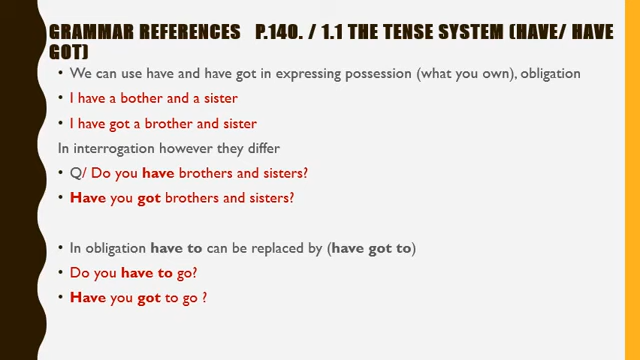 GRAMMAR REFERENCES P.140. / 1.1 THE TENSE SYSTEM (HAVE/ HAVE
GOT)
• We can use have and have got in expressing possession (what you own), obligation
• I have a bother and a sister
• I have got a brother and sister
In interrogation however they differ
• Q/ Do you have brothers and sisters?
• Have you got brothers and sisters?
• In obligation have to can be replaced by (have got to)
• Do you have to go?
• Have you got to go ?